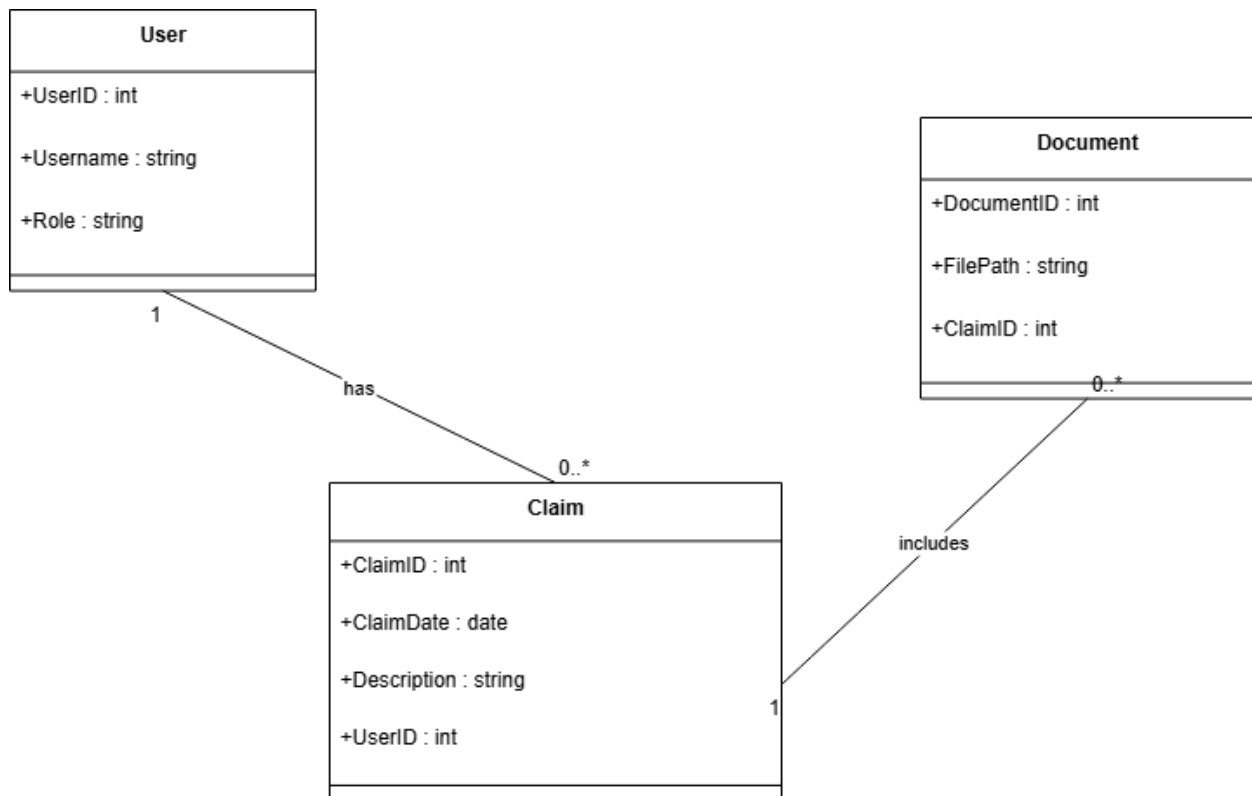 User
+UserID : int
+Username : string
+Role : string
1
has
0..*
Document
+DocumentID : int
+FilePath : string
+ClaimID : int
0..*
includes
1
Claim
+ClaimID : int
+ClaimDate : date
+Description : string
+UserID : int